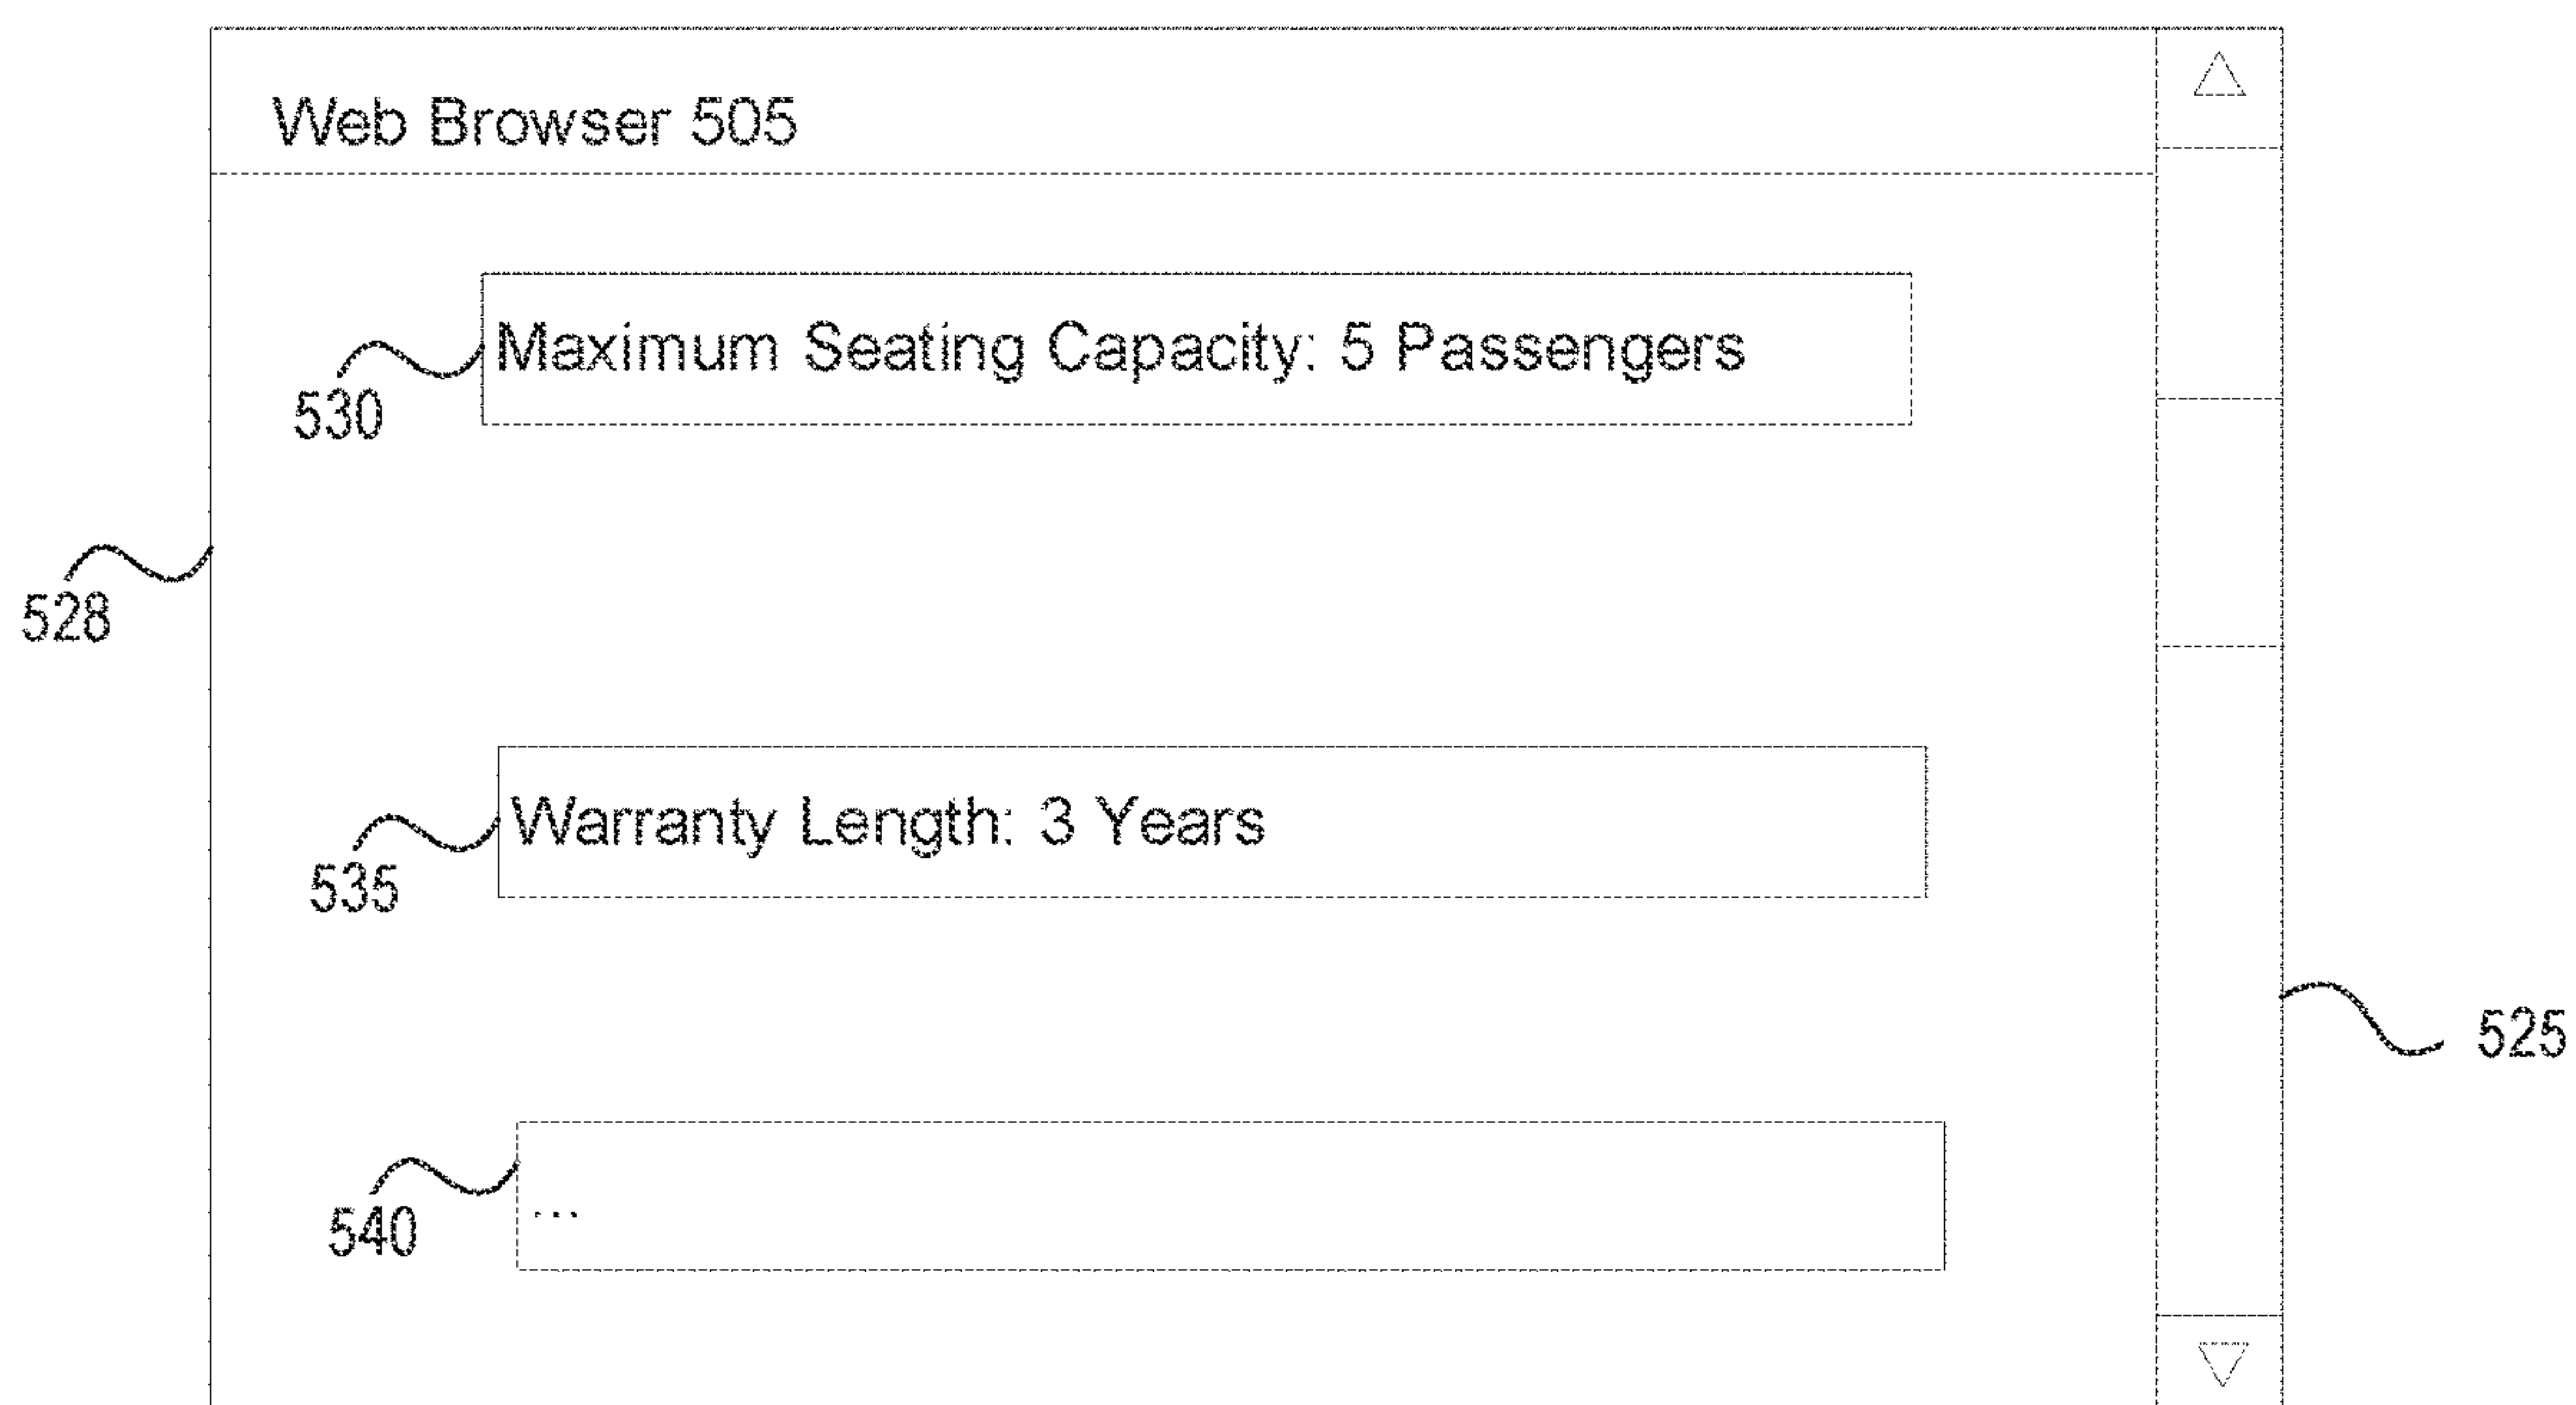 Web Browser 505
Maximum Seating Capacity: 5 Passengers
530
528
Warranty Length: 3 Years
535
525
...
540